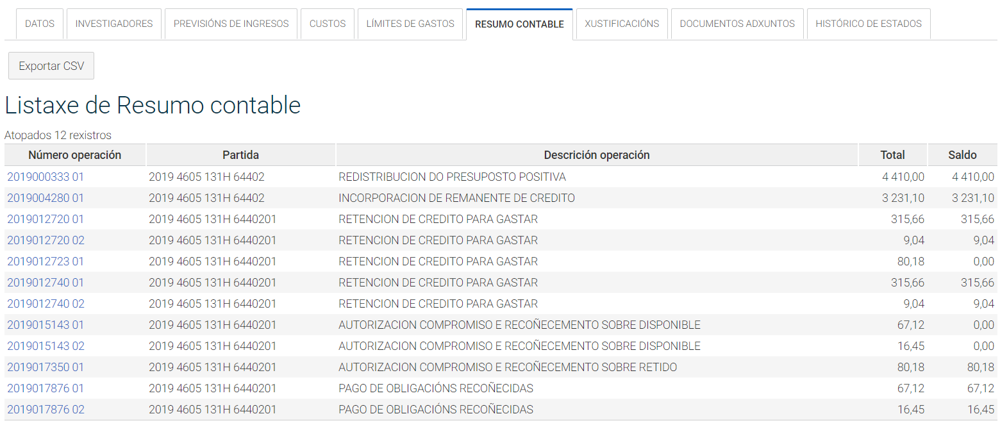 DATOS INVESTIGADORES PREVISIÓNS DE INGRESOS CUSTOS LÍMITES DE GASTOS RESUMO CONTABLE XUSTIFICACIÓNS DOCUMENTOS ADXUNTOS HISTÓRICO DE ESTADOS
Exportar CSV
Listaxe de Resumo contable
Atopados 12 rexistros
Número operación Partida Descrición operación Total Saldo
2019000333 01 2019 4605 131H 64402 REDISTRIBUCION DO PRESUPOSTO POSITIVA 4 410,00 4 410,00
2019004280 01 2019 4605 131H 64402 INCORPORACION DE REMANENTE DE CREDITO 3 231,10 3 231,10
2019012720 01 2019 4605 131H 6440201 RETENCION DE CREDITO PARA GASTAR 315,66 315,66
2019012720 02 2019 4605 131H 6440201 RETENCION DE CREDITO PARA GASTAR 9,04 9,04
2019012723 01 2019 4605 131H 6440201 RETENCION DE CREDITO PARA GASTAR 80,18 0,00
2019012740 01 2019 4605 131H 6440201 RETENCION DE CREDITO PARA GASTAR 315,66 315,66
2019012740 02 2019 4605 131H 6440201 RETENCION DE CREDITO PARA GASTAR 9,04 9,04
2019015143 01 2019 4605 131H 6440201 AUTORIZACION COMPROMISO E RECOÑECEMENTO SOBRE DISPONIBLE 67,12 0,00
2019015143 02 2019 4605 131H 6440201 AUTORIZACION COMPROMISO E RECOÑECEMENTO SOBRE DISPONIBLE 16,45 0,00
2019017350 01 2019 4605 131H 6440201 AUTORIZACION COMPROMISO E RECOÑECEMENTO SOBRE RETIDO 80,18 80,18
2019017876 01 2019 4605 131H 6440201 PAGO DE OBLIGACIÓNS RECOÑECIDAS 67,12 67,12
2019017876 02 2019 4605 131H 6440201 PAGO DE OBLIGACIÓNS RECOÑECIDAS 16,45 16,45